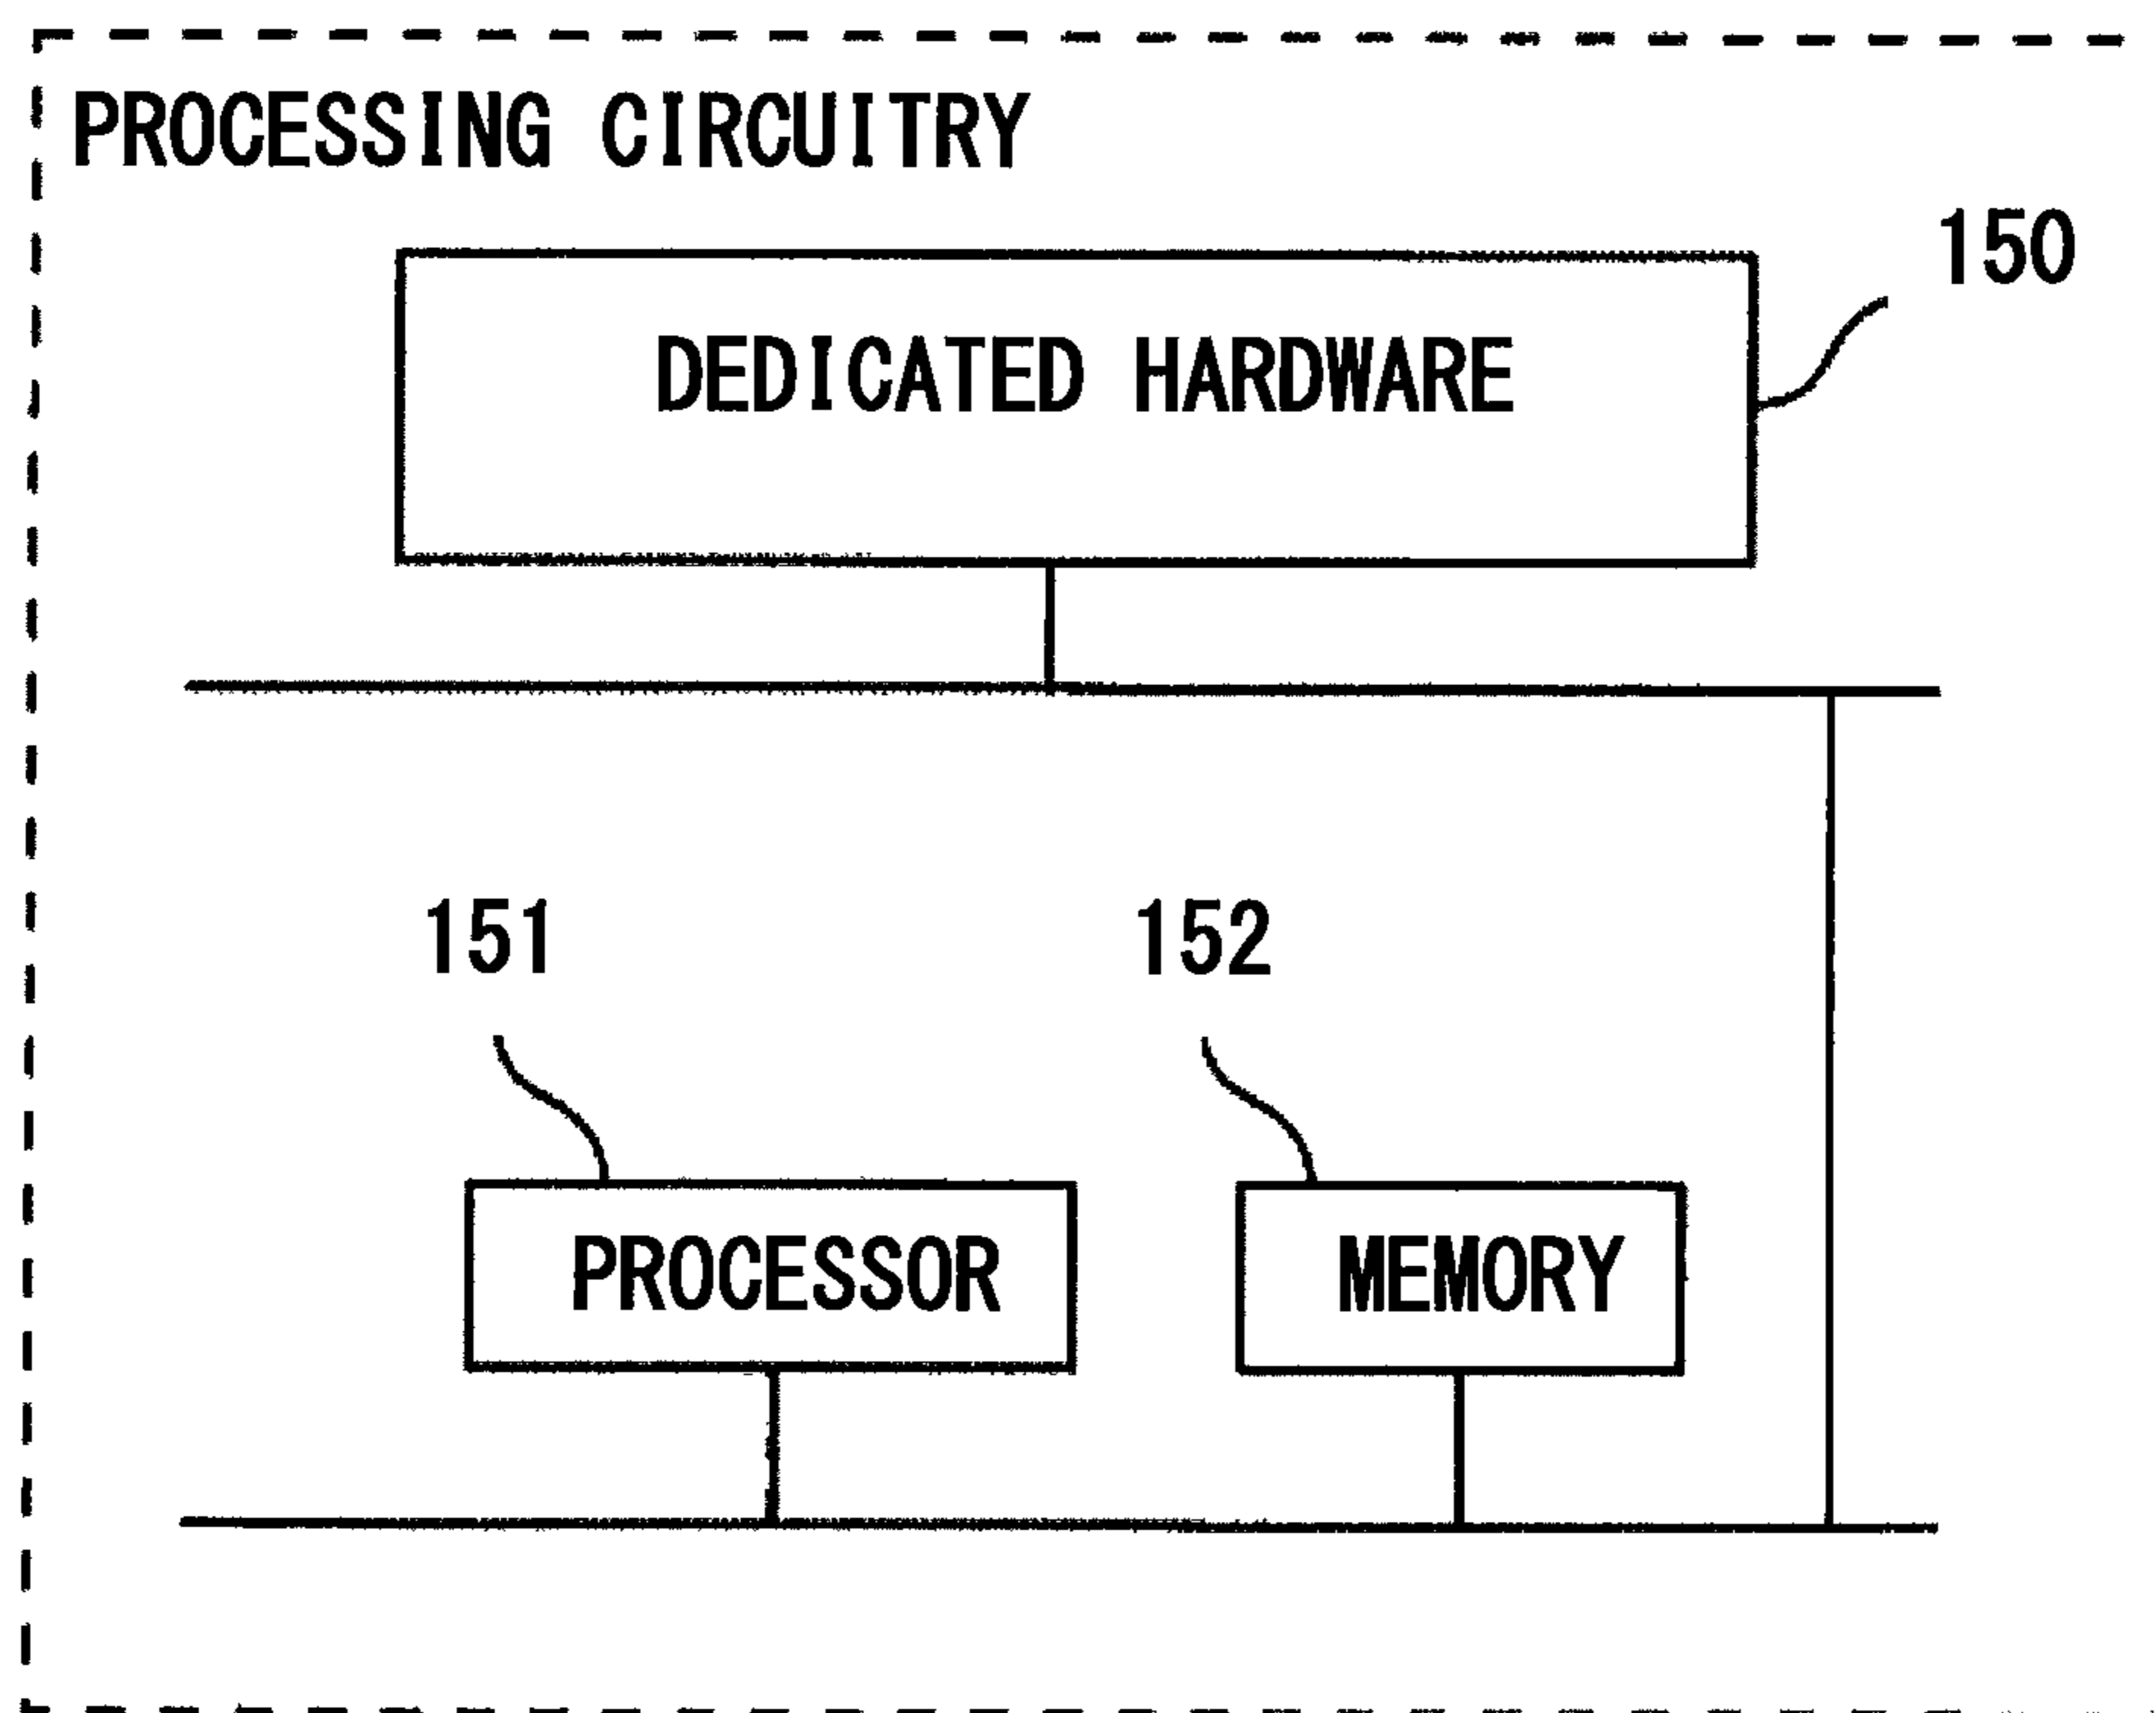 PROCESSING CIRCUITRY
150
DEDICATED HARDWARE
151
152
PROCESSOR
MEMORY